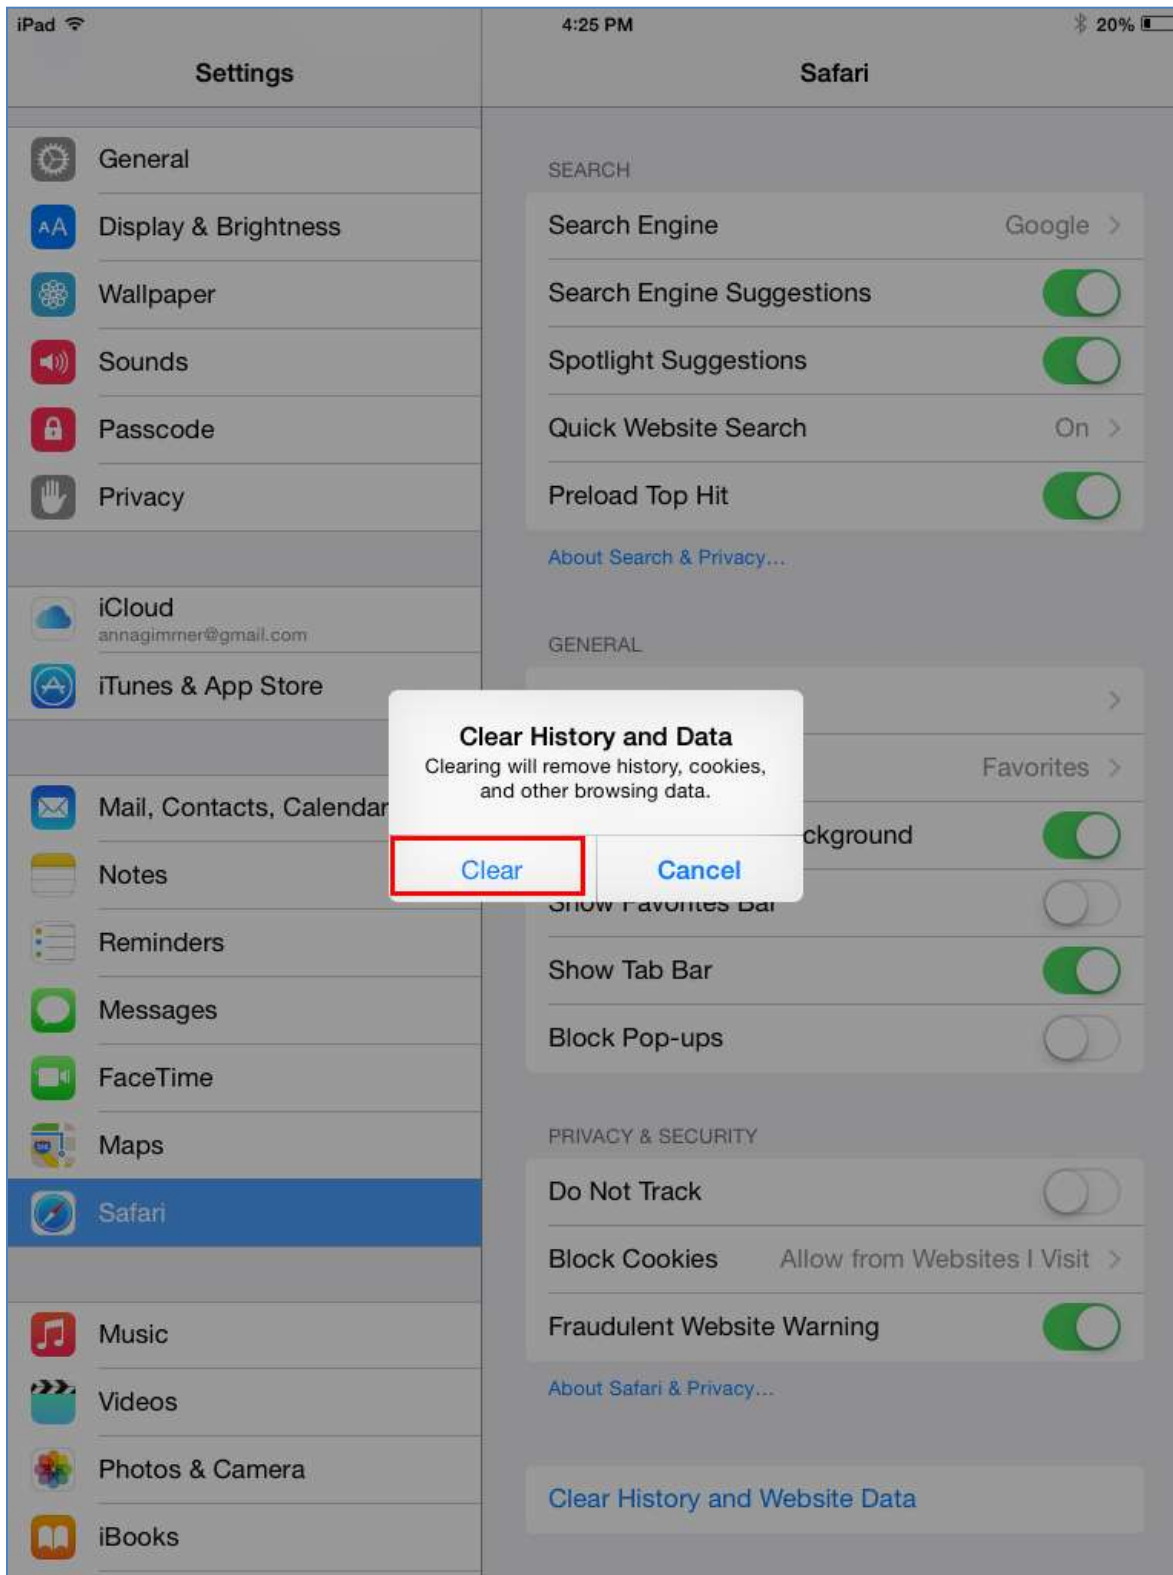 iPad
4:25 PM
20%
Settings
Safari
General
Display & Brightness
Wallpaper
Sounds
Passcode
Privacy
iCloud
annagimmer@gmail.com
iTunes & App Store
Mail, Contacts, Calendar
Notes
Reminders
Messages
FaceTime
Maps
Safari
Music
Videos
Photos & Camera
iBooks
SEARCH
Search Engine Google
Search Engine Suggestions
Spotlight Suggestions
Quick Website Search On
Preload Top Hit
About Search & Privacy...
GENERAL
Favorites
ckground
Show Favorites Bar
Show Tab Bar
Block Pop-ups
PRIVACY & SECURITY
Do Not Track
Block Cookies Allow from Websites I Visit
Fraudulent Website Warning
About Safari & Privacy...
Clear History and Website Data
Clear History and Data
Clearing will remove history, cookies,
and other browsing data.
Clear Cancel